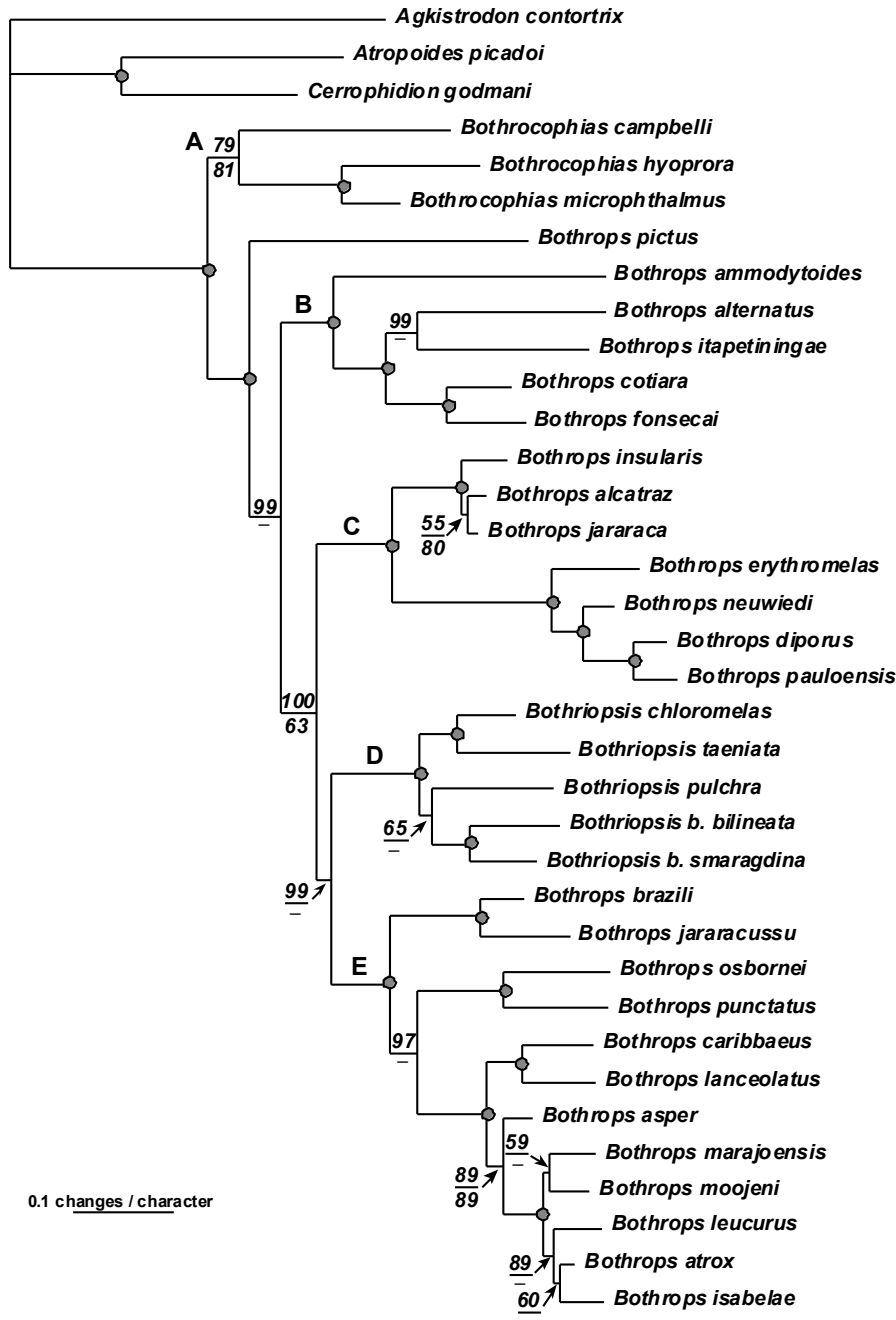 Agkistrodon contortrix
Atropoides picadoi
Cerrophidion godmani
Bothrocophias campbelli
A
79
81
Bothrocophias hyoprora
Bothrocophias microphthalmus
Bothrops pictus
Bothrops ammodytoides
B
Bothrops alternatus
99
–
Bothrops itapetiningae
Bothrops cotiara
Bothrops fonsecai
Bothrops insularis
Bothrops alcatraz
99
–
C
55
80
Bothrops jararaca
Bothrops erythromelas
Bothrops neuwiedi
Bothrops diporus
Bothrops pauloensis
100
63
Bothriopsis chloromelas
D
Bothriopsis taeniata
Bothriopsis pulchra
65
–
Bothriopsis b. bilineata
Bothriopsis b. smaragdina
99
–
Bothrops brazili
Bothrops jararacussu
E
Bothrops osbornei
Bothrops punctatus
97
–
Bothrops caribbaeus
Bothrops lanceolatus
Bothrops asper
59
–
Bothrops marajoensis
89
89
Bothrops moojeni
0.1 changes / character
Bothrops leucurus
89
–
Bothrops atrox
60
Bothrops isabelae